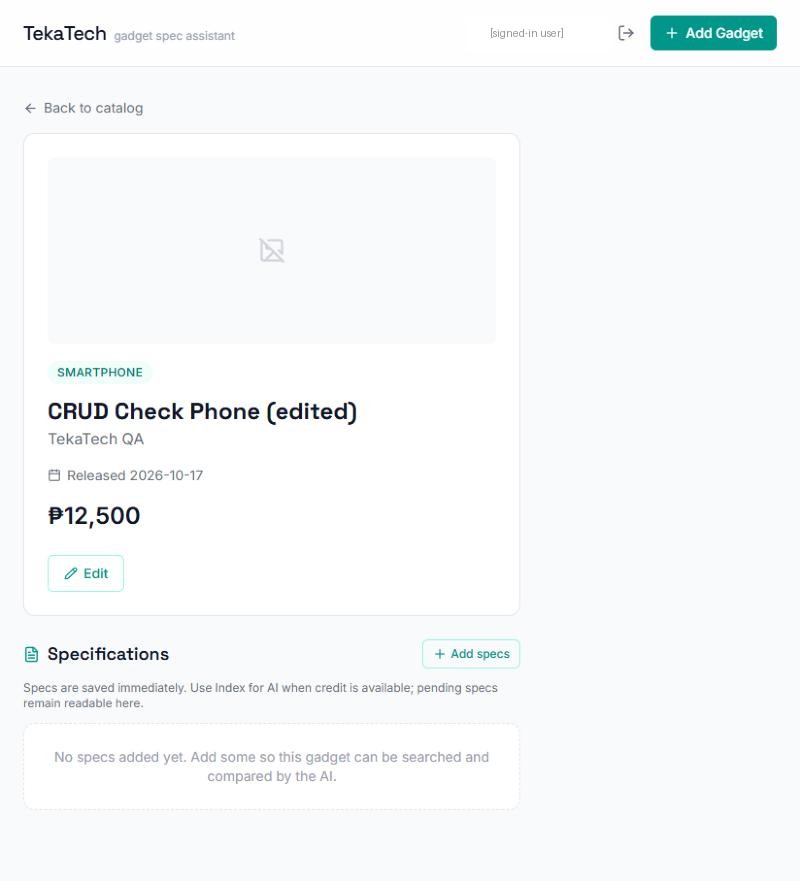 TekaTech gadget spec assistant
[signed-in user]
Add Gadget
Back to catalog
SMARTPHONE
CRUD Check Phone (edited)
TekaTech QA
Released 2026-10-17
₱12,500
Edit
Specifications
Add specs
Specs are saved immediately. Use Index for AI when credit is available; pending specs
remain readable here.
No specs added yet. Add some so this gadget can be searched and
compared by the AI.